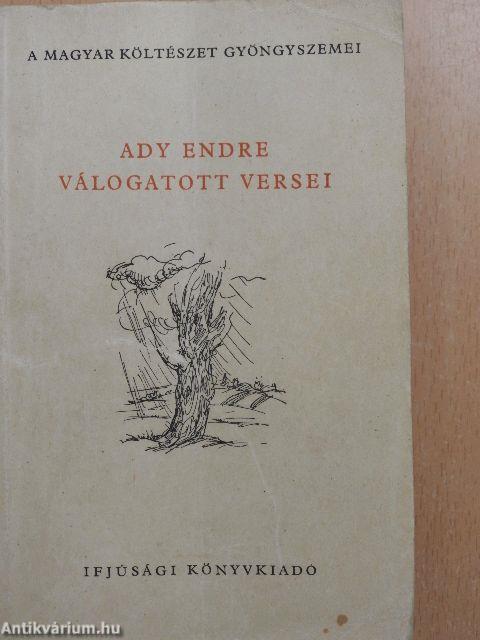 A MAGYAR KÖLTÉSZET GYÖNGYSZEMEI
ADY ENDRE
VÁLOGATOTT VERSEI
IFJÚSÁGI KÖNYVKIADÓ
Antikvárium.hu